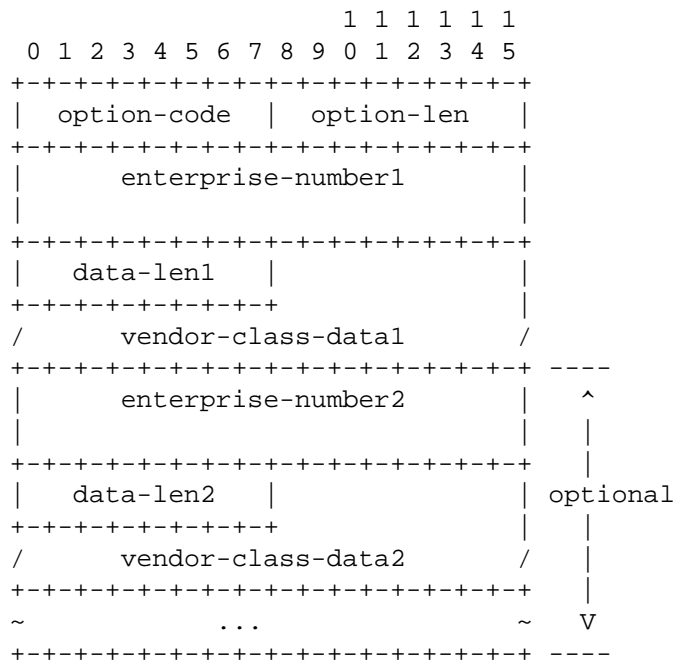 1 1 1 1 1 1
 0 1 2 3 4 5 6 7 8 9 0 1 2 3 4 5
+-+-+-+-+-+-+-+-+-+-+-+-+-+-+-+-+
|  option-code  |  option-len   |
+-+-+-+-+-+-+-+-+-+-+-+-+-+-+-+-+
|      enterprise-number1       |
|                               |
+-+-+-+-+-+-+-+-+-+-+-+-+-+-+-+-+
|   data-len1   |               |
+-+-+-+-+-+-+-+-+               |
/      vendor-class-data1       /
+-+-+-+-+-+-+-+-+-+-+-+-+-+-+-+-+ ----
|      enterprise-number2       |   ^
|                               |   |
+-+-+-+-+-+-+-+-+-+-+-+-+-+-+-+-+   |
|   data-len2   |               | optional
+-+-+-+-+-+-+-+-+               |   |
/      vendor-class-data2       /   |
+-+-+-+-+-+-+-+-+-+-+-+-+-+-+-+-+   |
~            ...                ~   V
+-+-+-+-+-+-+-+-+-+-+-+-+-+-+-+-+ ----